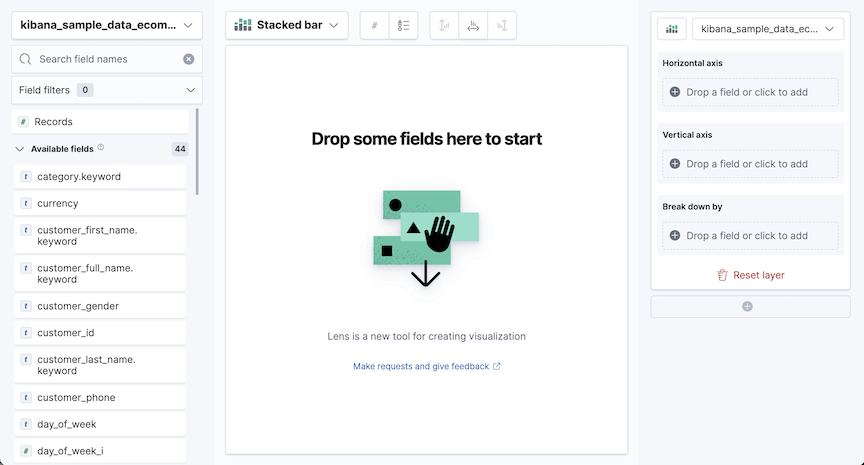 kibana_sample_data_ecom...
Search field names
Field filters 0
# Records
Available fields 44
t category.keyword
t currency
t customer_first_name.
keyword
t customer_full_name.
keyword
t customer_gender
t customer_id
t customer_last_name.
keyword
t customer_phone
t day_of_week
# day_of_week_i
Stacked bar
#
Drop some fields here to start
Lens is a new tool for creating visualization
Make requests and give feedback
kibana_sample_data_ec...
Horizontal axis
Drop a field or click to add
Vertical axis
Drop a field or click to add
Break down by
Drop a field or click to add
Reset layer